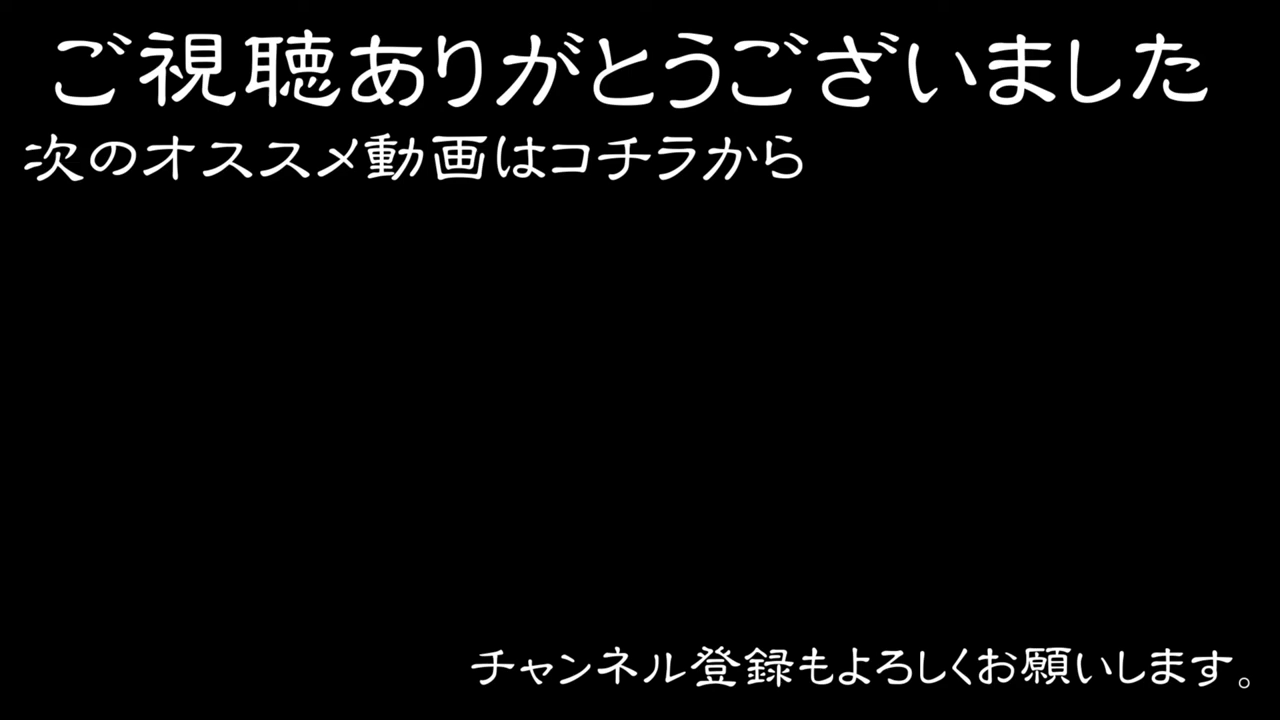 ご視聴ありがとうございました
次のオススメ動画はコチラから
チャンネル登録もよろしくお願いします。